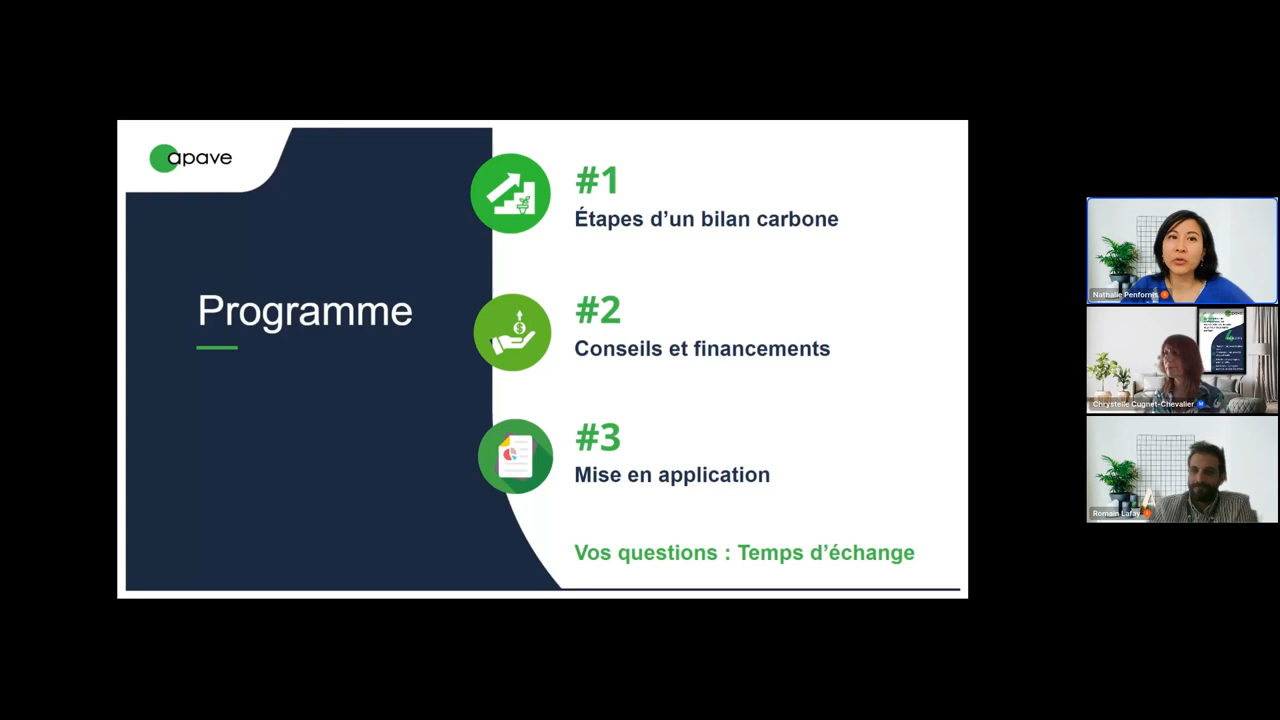 apave
Programme
#1
Étapes d’un bilan carbone
#2
Conseils et financements
#3
Mise en application
Vos questions : Temps d’échange
Nathalie Penfornis
Chrystelle Cugnet-Chevalier
Romain Lafay